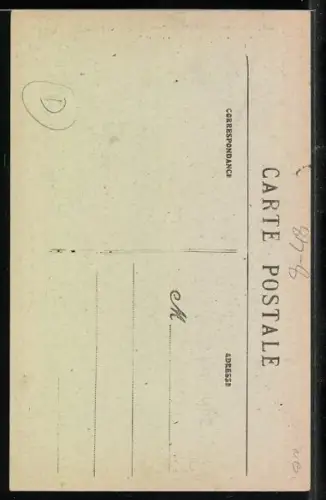 CARTE POSTALE
CORRESPONDANCE
ADRESSE
M
D